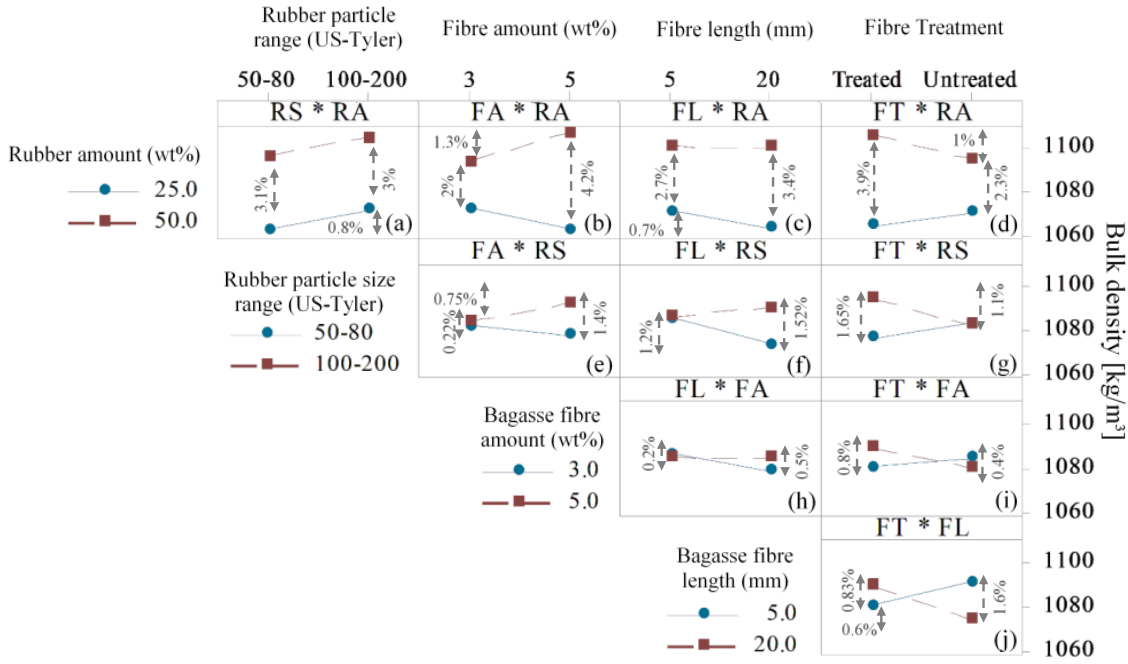 Rubber particle
range (US-Tyler)
Fibre amount (wt%)
Fibre length (mm)
Fibre Treatment
50-80
100-200
3
5
5
20
Treated
Untreated
RS * RA
FA * RA
FL * RA
FT * RA
Rubber amount (wt%)
25.0
50.0
3.1%
3%
0.8%
(a)
1.3%
2%
4.2%
(b)
2.7%
0.7%
3.4%
(c)
3.9%
1%
2.3%
(d)
1100
1080
1060
FA * RS
FL * RS
FT * RS
Rubber particle size
range (US-Tyler)
50-80
100-200
0.75%
0.22%
1.4%
(e)
1.2%
1.52%
(f)
1.65%
1.1%
(g)
1100
1080
1060
Bulk density [kg/m³]
FL * FA
FT * FA
Bagasse fibre
amount (wt%)
3.0
5.0
0.2%
0.5%
(h)
0.8%
0.4%
(i)
1100
1080
1060
FT * FL
Bagasse fibre
length (mm)
5.0
20.0
0.83%
0.6%
1.6%
(j)
1100
1080
1060